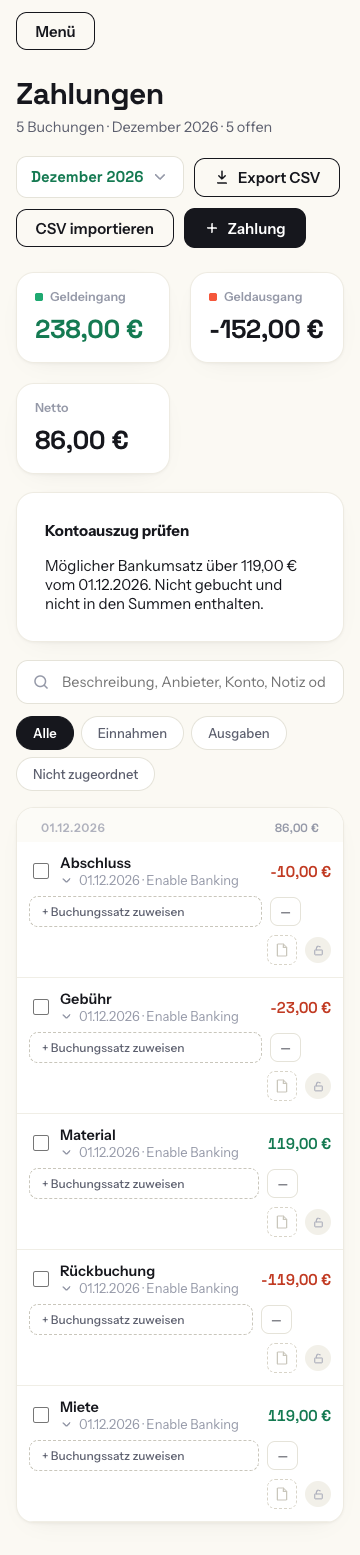 Menü
Zahlungen
5 Buchungen · Dezember 2026 · 5 offen
Dezember 2026
Export CSV
CSV importieren
+ Zahlung
Geldeingang
238,00 €
Geldausgang
-152,00 €
Netto
86,00 €
Kontoauszug prüfen
Möglicher Bankumsatz über 119,00 €
vom 01.12.2026. Nicht gebucht und
nicht in den Summen enthalten.
Beschreibung, Anbieter, Konto, Notiz od
Alle
Einnahmen
Ausgaben
Nicht zugeordnet
01.12.2026 86,00 €
Abschluss
-10,00 €
01.12.2026 · Enable Banking
+ Buchungssatz zuweisen
—
Gebühr
-23,00 €
01.12.2026 · Enable Banking
+ Buchungssatz zuweisen
—
Material
119,00 €
01.12.2026 · Enable Banking
+ Buchungssatz zuweisen
—
Rückbuchung
-119,00 €
01.12.2026 · Enable Banking
+ Buchungssatz zuweisen
—
Miete
119,00 €
01.12.2026 · Enable Banking
+ Buchungssatz zuweisen
—